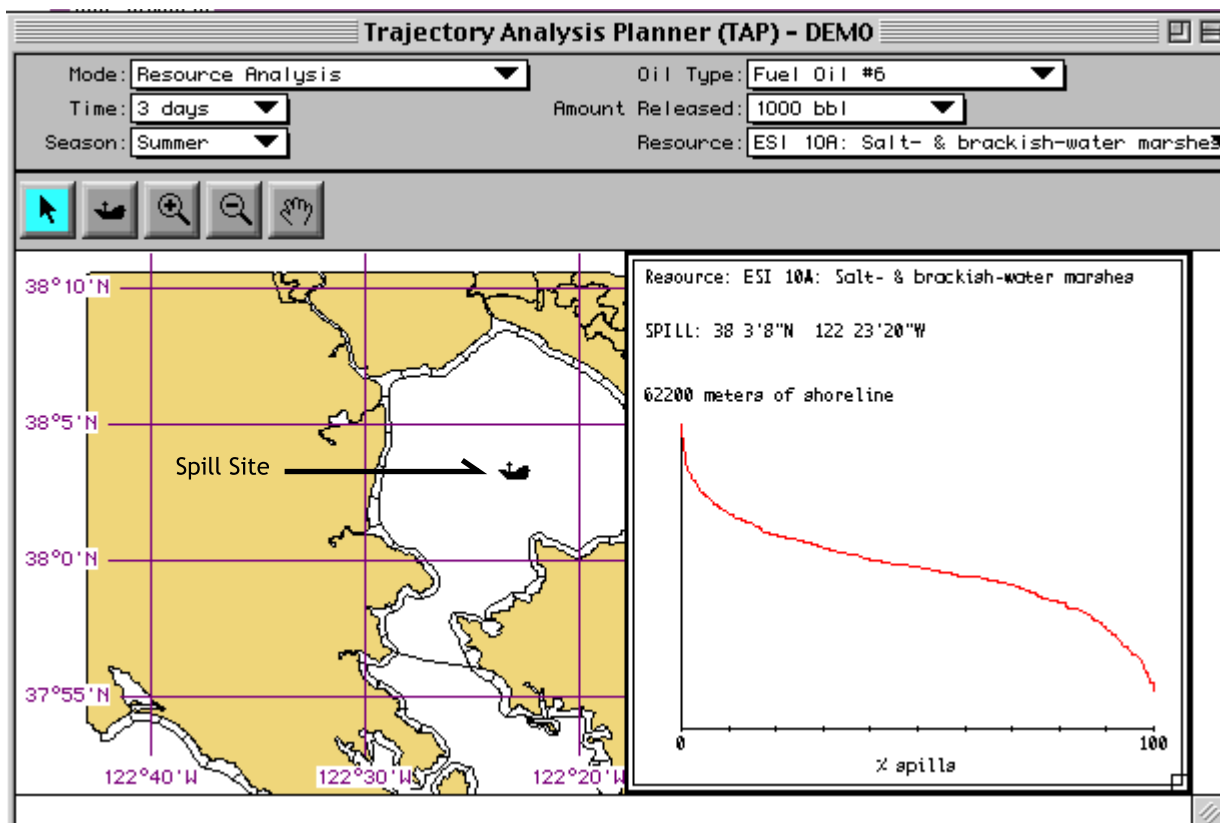 Trajectory Analysis Planner (TAP) - DEMO
Mode: Resource Analysis
Oil Type: Fuel Oil #6
Time: 3 days
Amount Released: 1000 bbl
Season: Summer
Resource: ESI 10A: Salt- & brackish-water marshes
38°10'N
38°5'N
38°0'N
37°55'N
122°40'W
122°30'W
122°20'W
Spill Site
Resource: ESI 10A: Salt- & brackish-water marshes
SPILL: 38 3'8"N 122 23'20"W
62200 meters of shoreline
0
100
% spills